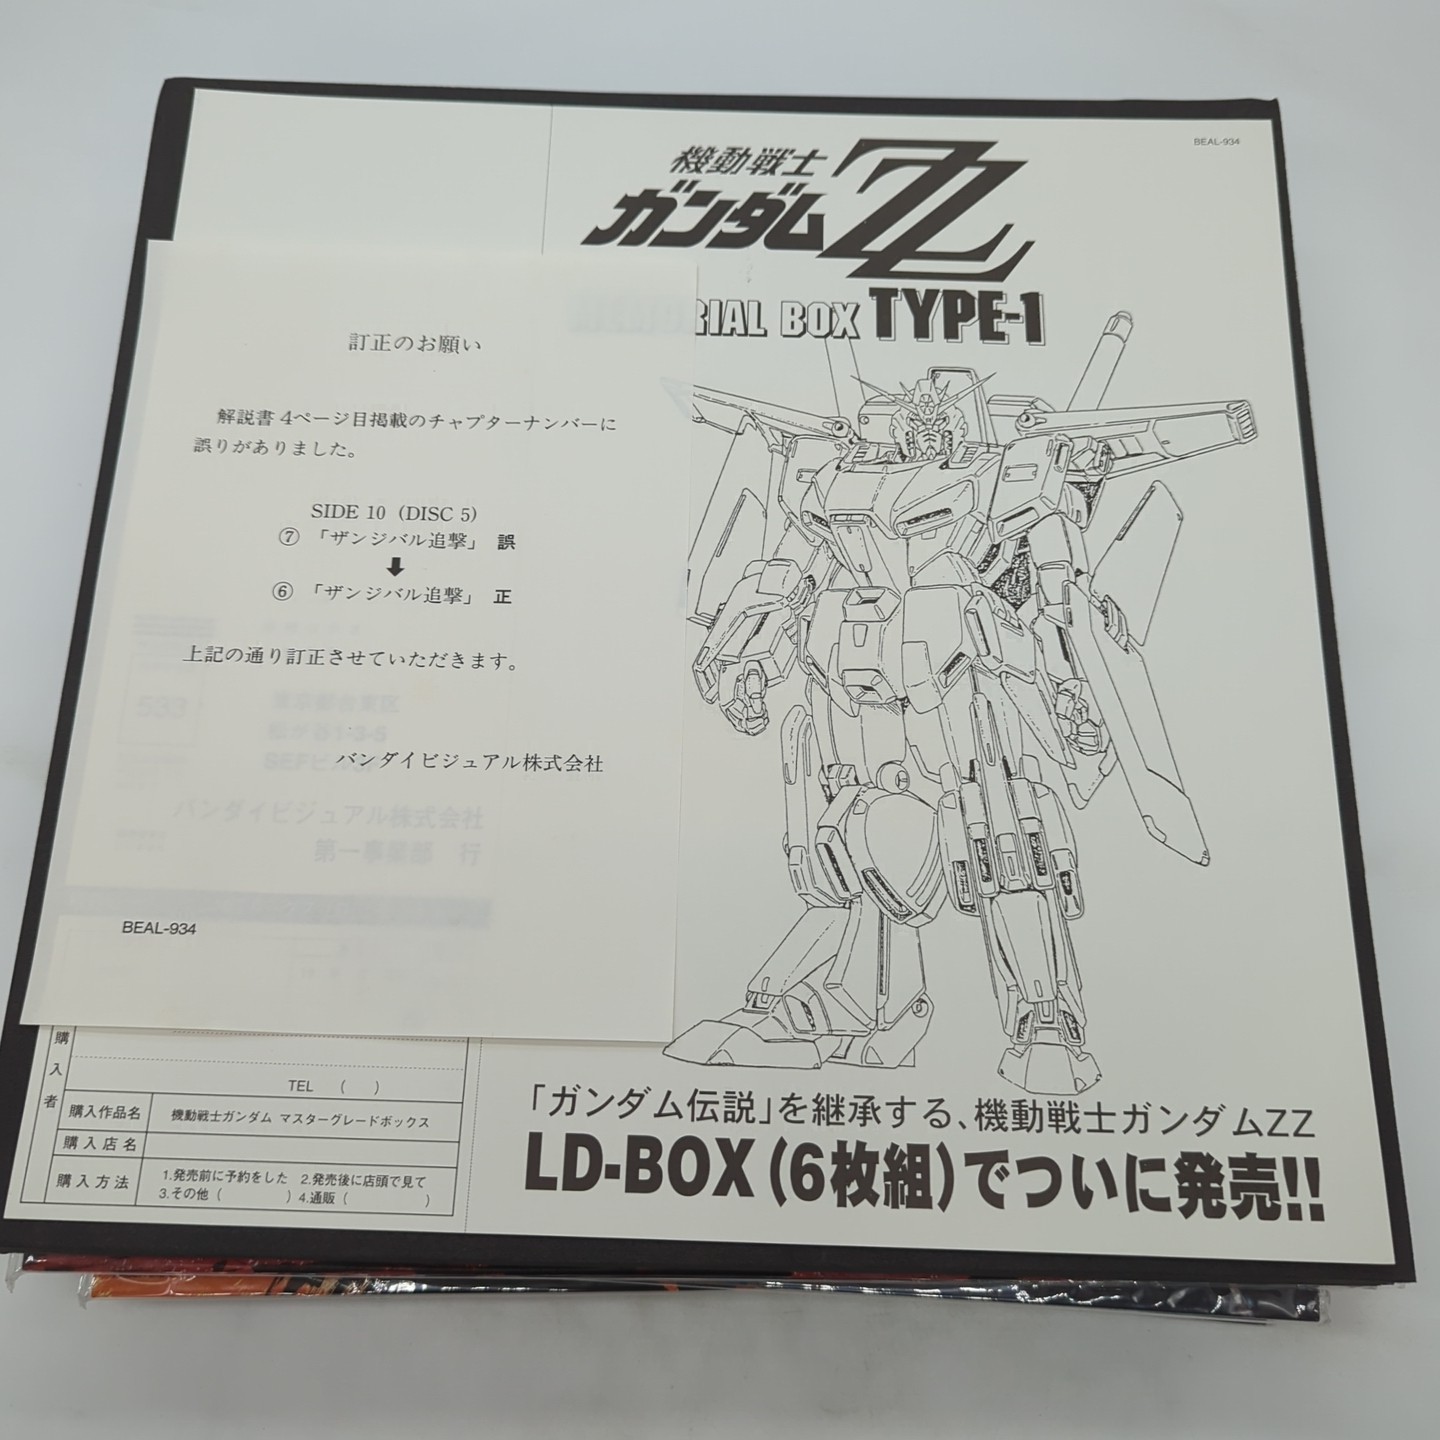 BEAL-934
機動戦士
ガンダムZZ
RIAL BOX TYPE-1
訂正のお願い
解説書4ページ目掲載のチャプターナンバーに
誤りがありました。
SIDE 10 (DISC 5)
⑦ 「ザンジバル追撃」 誤
⑥ 「ザンジバル追撃」 正
上記の通り訂正させていただきます。
バンダイビジュアル株式会社
BEAL-934
バンダイビジュアル株式会社
第一事業部 行
購入者
TEL ( )
購入作品名 機動戦士ガンダム マスターグレードボックス
購入店名
購入方法 1.発売前に予約をした 2.発売後に店頭で見て
3.その他 ( ) 4.通販 ( )
「ガンダム伝説」を継承する、機動戦士ガンダムZZ
LD-BOX(6枚組)でついに発売!!